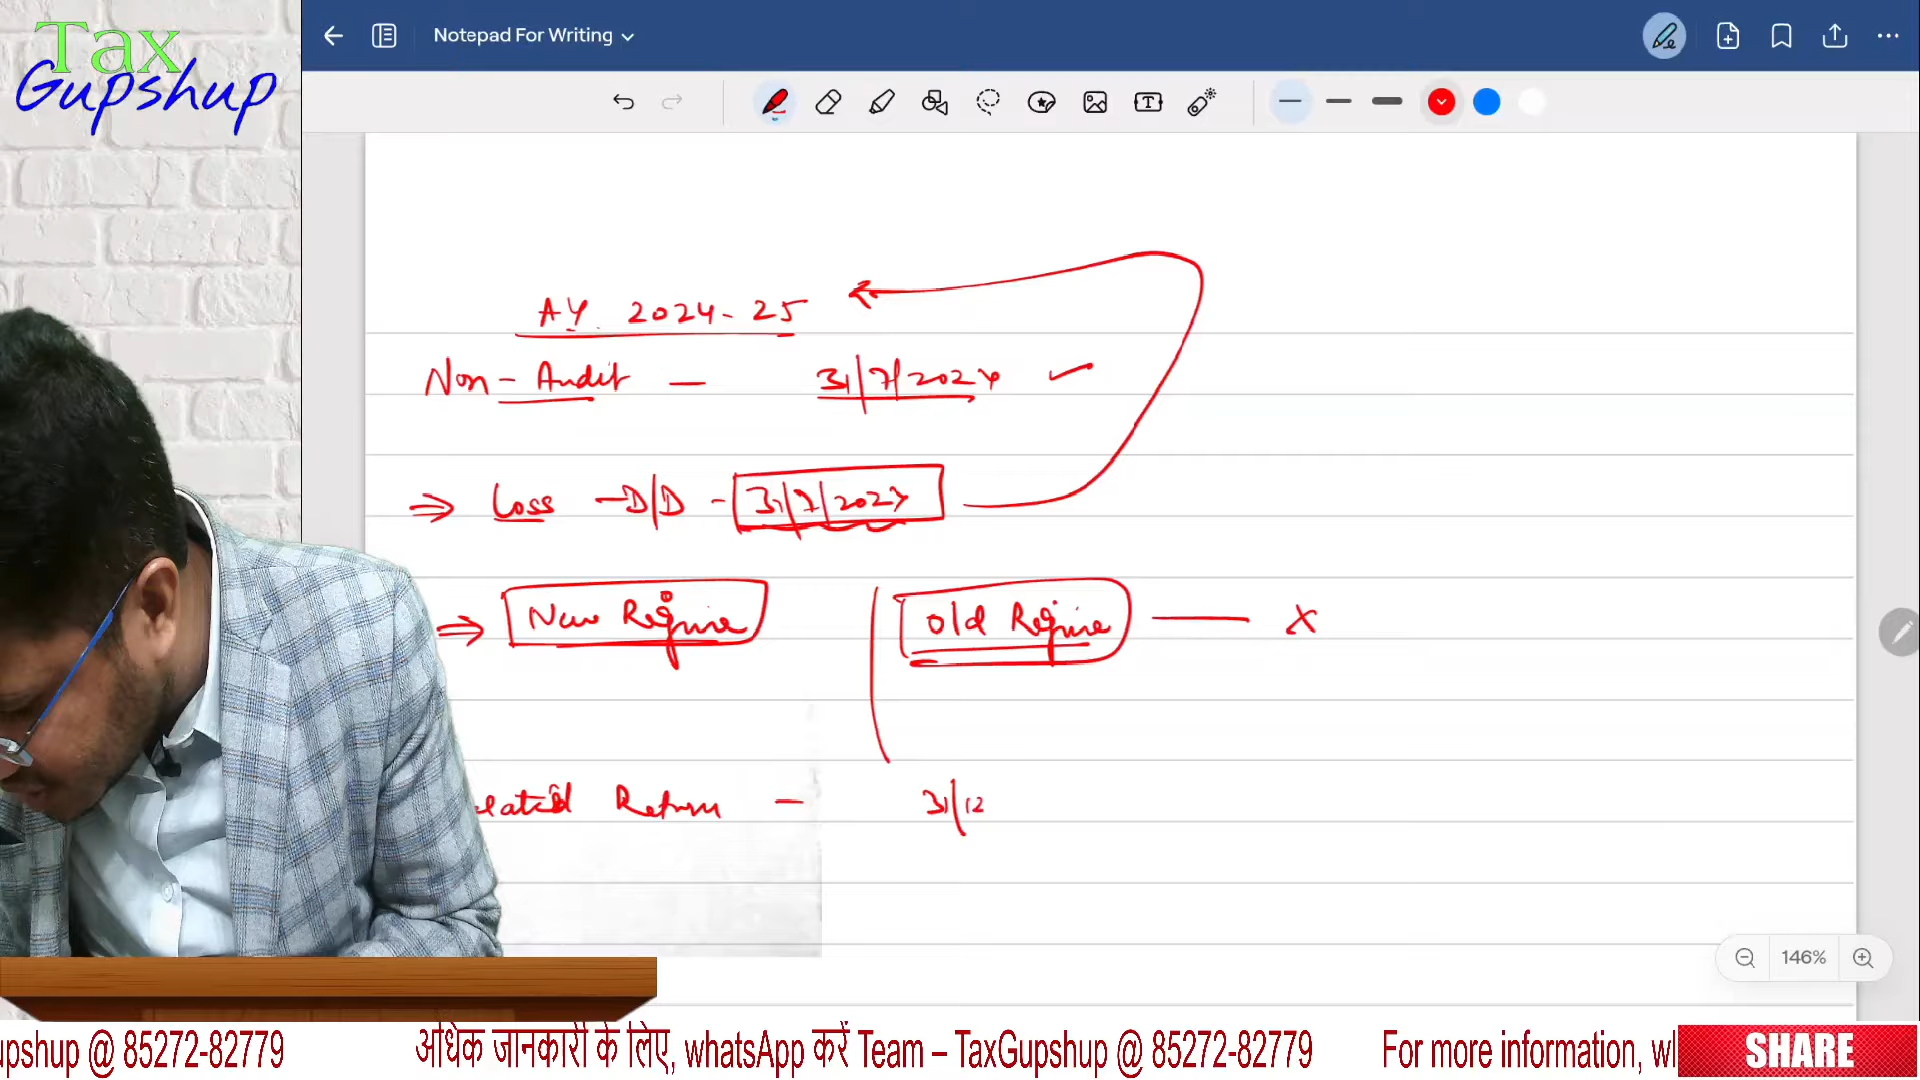 Tax
Gupshup
Notepad For Writing
AY. 2024-25
Non-Audit — 31/7/2024
⇒ Loss — D/D - 31/7/2024
⇒ New Regime
Old Regime — X
Return — 31/12
146%
upshup @ 85272-82779 अधिक जानकारी के लिए, whatsApp करें Team – TaxGupshup @ 85272-82779 For more information, wl
SHARE